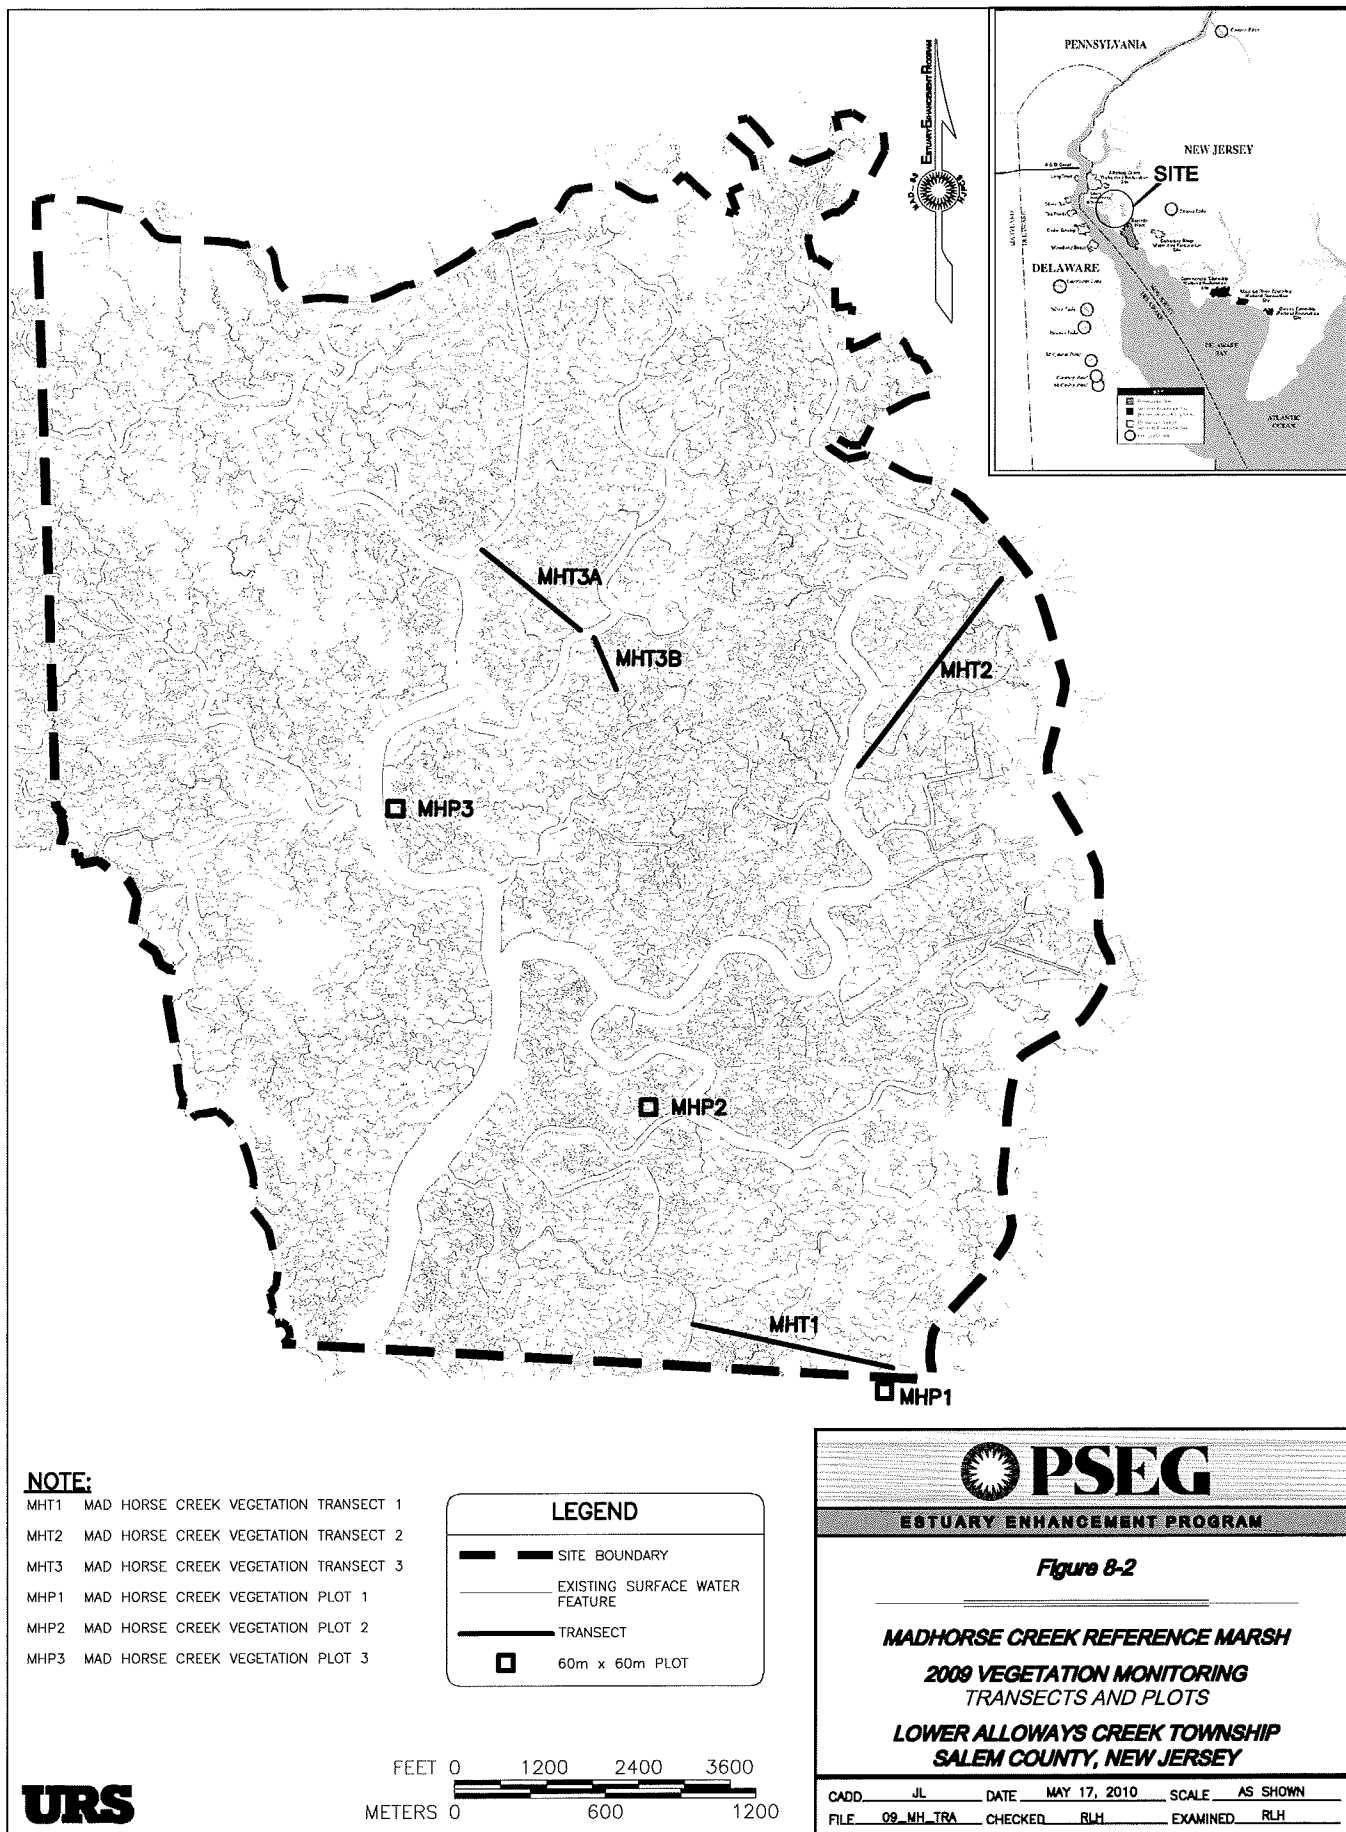 PENNSYLVANIA
NEW JERSEY
SITE
MARYLAND
DELAWARE
DELAWARE
DELAWARE
BAY
ATLANTIC
OCEAN
ESTUARY ENHANCEMENT PROGRAM
MHT3A
MHT3B
MHT2
MHP3
MHP2
MHT1
MHP1
NOTE:
MHT1 MAD HORSE CREEK VEGETATION TRANSECT 1
MHT2 MAD HORSE CREEK VEGETATION TRANSECT 2
MHT3 MAD HORSE CREEK VEGETATION TRANSECT 3
MHP1 MAD HORSE CREEK VEGETATION PLOT 1
MHP2 MAD HORSE CREEK VEGETATION PLOT 2
MHP3 MAD HORSE CREEK VEGETATION PLOT 3
LEGEND
SITE BOUNDARY
EXISTING SURFACE WATER
FEATURE
TRANSECT
60m x 60m PLOT
FEET 0 1200 2400 3600
METERS 0 600 1200
URS
PSEG
ESTUARY ENHANCEMENT PROGRAM
Figure 8-2
MADHORSE CREEK REFERENCE MARSH
2009 VEGETATION MONITORING
TRANSECTS AND PLOTS
LOWER ALLOWAYS CREEK TOWNSHIP
SALEM COUNTY, NEW JERSEY
CADD JL DATE MAY 17, 2010 SCALE AS SHOWN
FILE 09_MH_TRA CHECKED RLH EXAMINED RLH